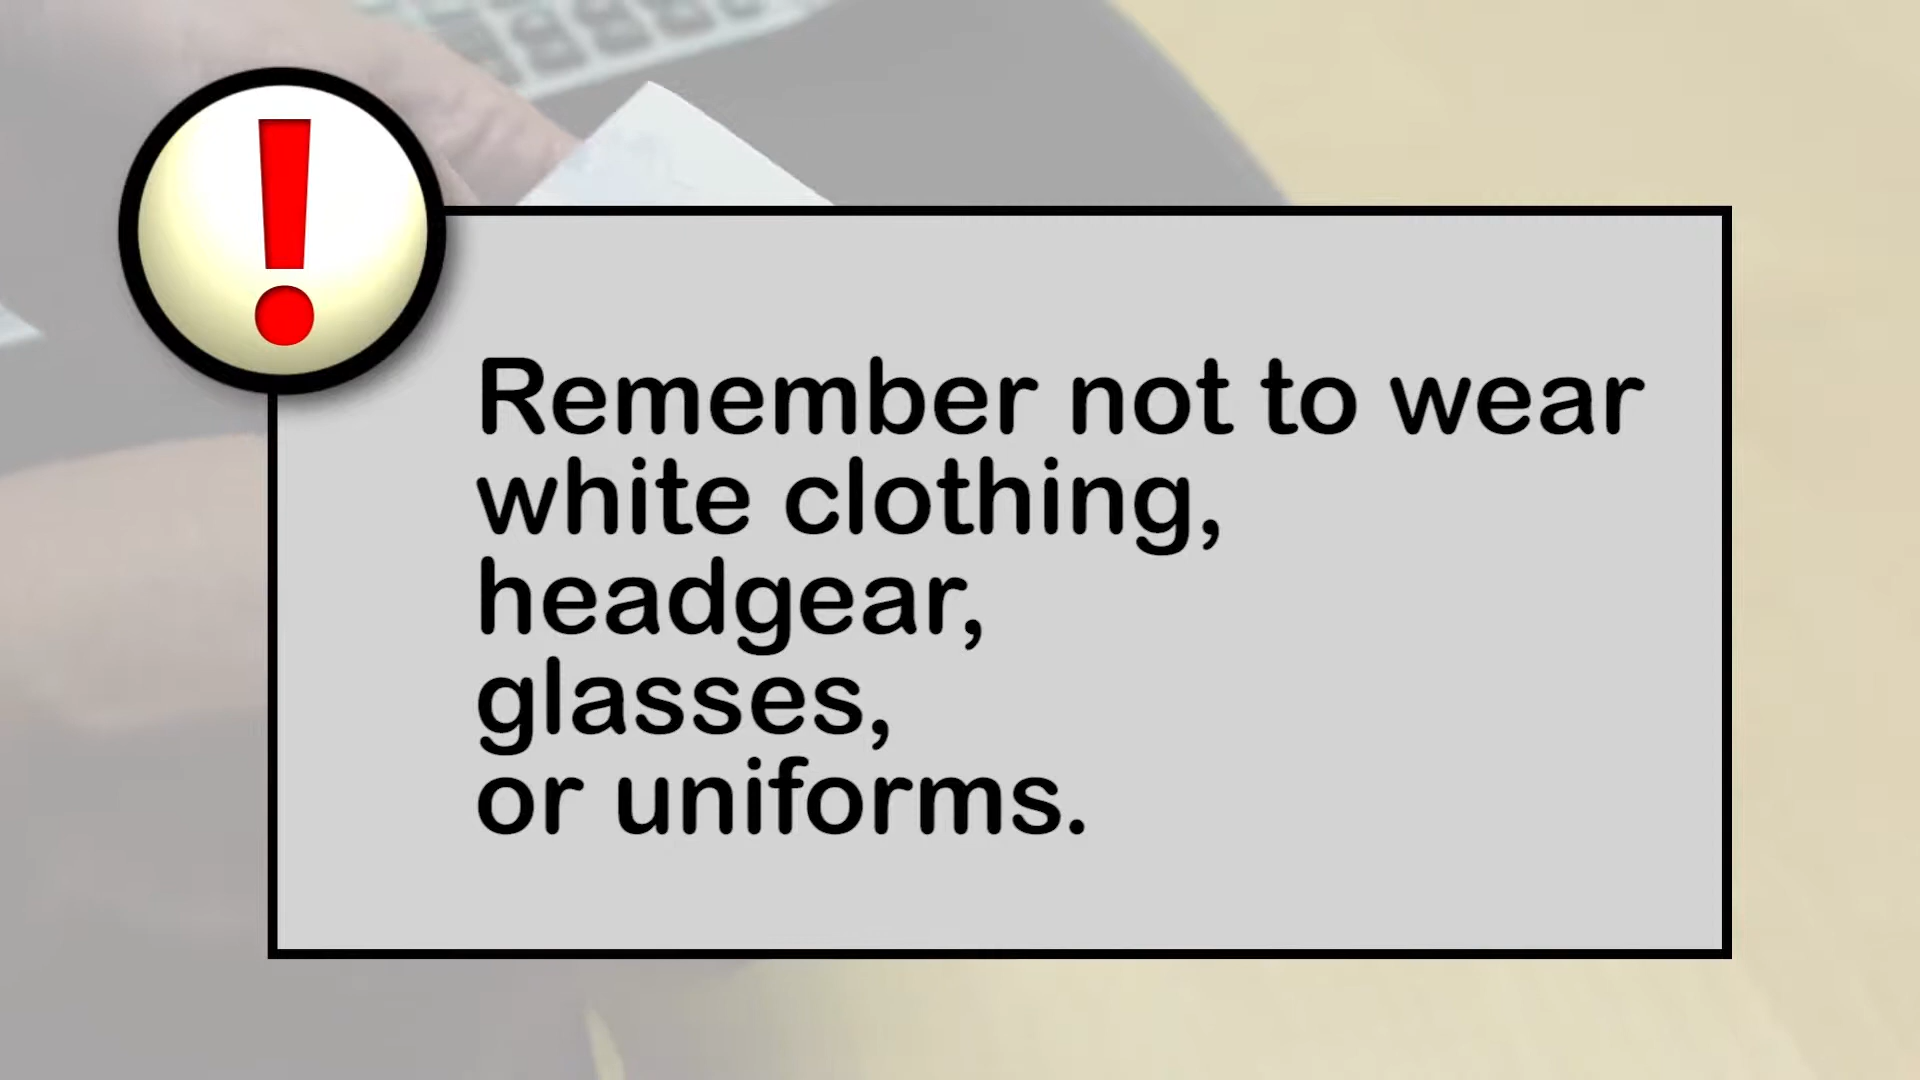 Remember not to wear
white clothing,
headgear,
glasses,
or uniforms.